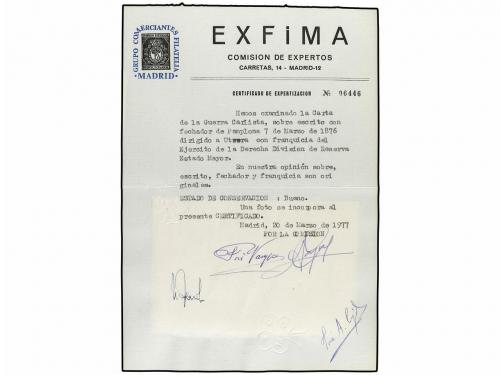 GRUPO COMERCIANTES FILATELIA
·MADRID·
EXFiMA
COMISION DE EXPERTOS
CARRETAS, 14 - MADRID-12
CERTIFICADO DE EXPERTIZACION Nº 06446
Hemos examinado la Carta
de la Guerra Carlista, sobre escrito con
fechador de Pamplona 7 de Marzo de 1876
dirigido a Utrera con franquicia del
Ejercito de la Derecha Division de Reserva
Estado Mayor.
En nuestra opinión sobre,
escrito, fechador y franquicia son ori
ginales.
ESTADO DE CONSERVACION : Bueno.
Una foto se incorpora al
presente CERTIFICADO.
Madrid, 20 de Marzo de 1977
POR LA COMISION